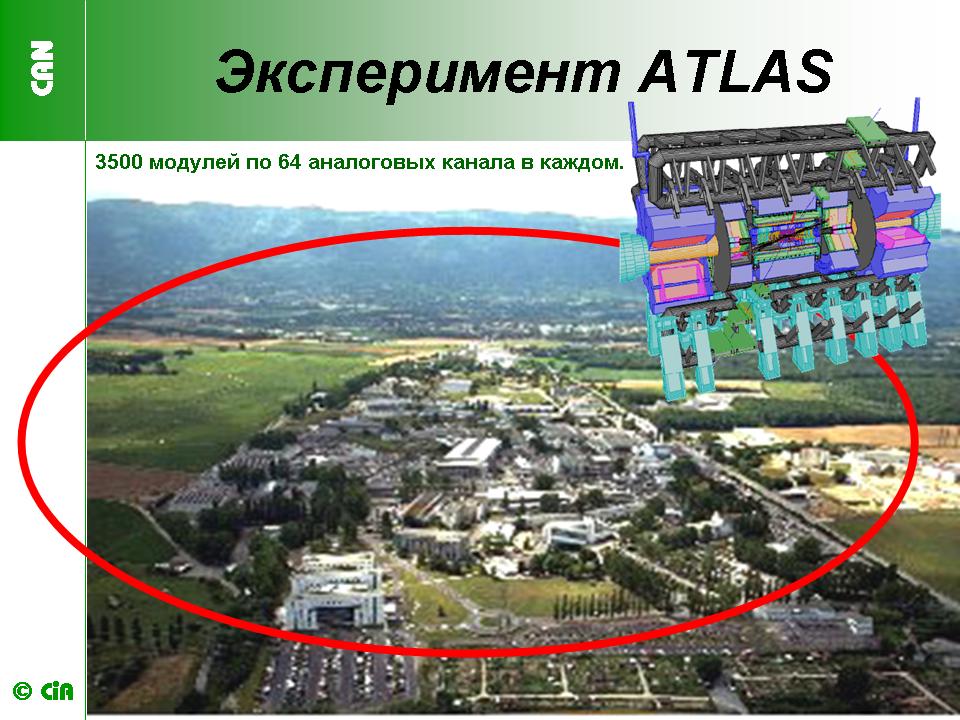 CAN
Эксперимент ATLAS
3500 модулей по 64 аналоговых канала в каждом.
© CiA